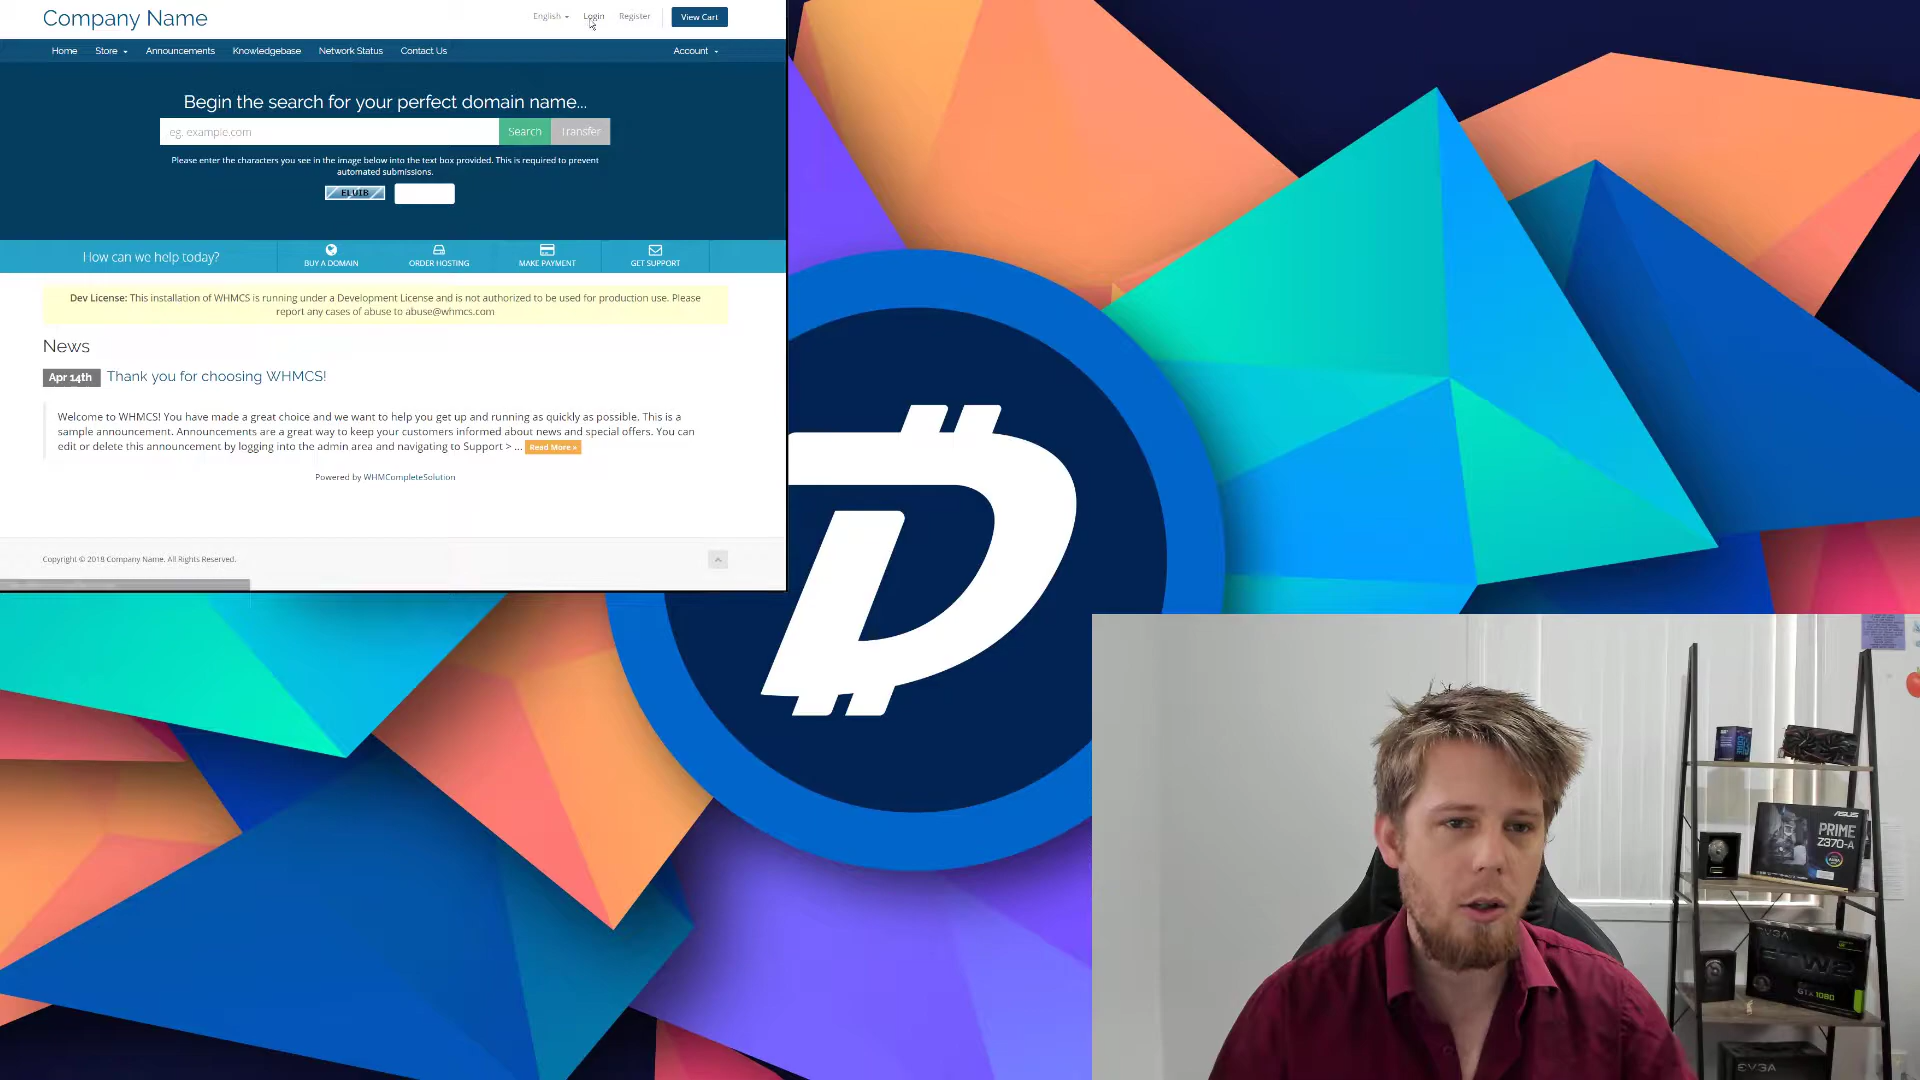 Company Name
English
Login
Register
View Cart
Home
Store
Announcements
Knowledgebase
Network Status
Contact Us
Account
Begin the search for your perfect domain name...
eg. example.com
Search
Transfer
Please enter the characters you see in the image below into the text box provided. This is required to prevent
automated submissions.
ELUIB
How can we help today?
BUY A DOMAIN
ORDER HOSTING
MAKE PAYMENT
GET SUPPORT
Dev License: This installation of WHMCS is running under a Development License and is not authorized to be used for production use. Please
report any cases of abuse to abuse@whmcs.com
News
Apr 14th
Thank you for choosing WHMCS!
Welcome to WHMCS! You have made a great choice and we want to help you get up and running as quickly as possible. This is a
sample announcement. Announcements are a great way to keep your customers informed about news and special offers. You can
edit or delete this announcement by logging into the admin area and navigating to Support > ... Read More »
Powered by WHMCompleteSolution
Copyright © 2018 Company Name. All Rights Reserved.
CORE
ASUS
PRIME
Z370-A
EVGA
FTW2
GTX 1080
EVGA